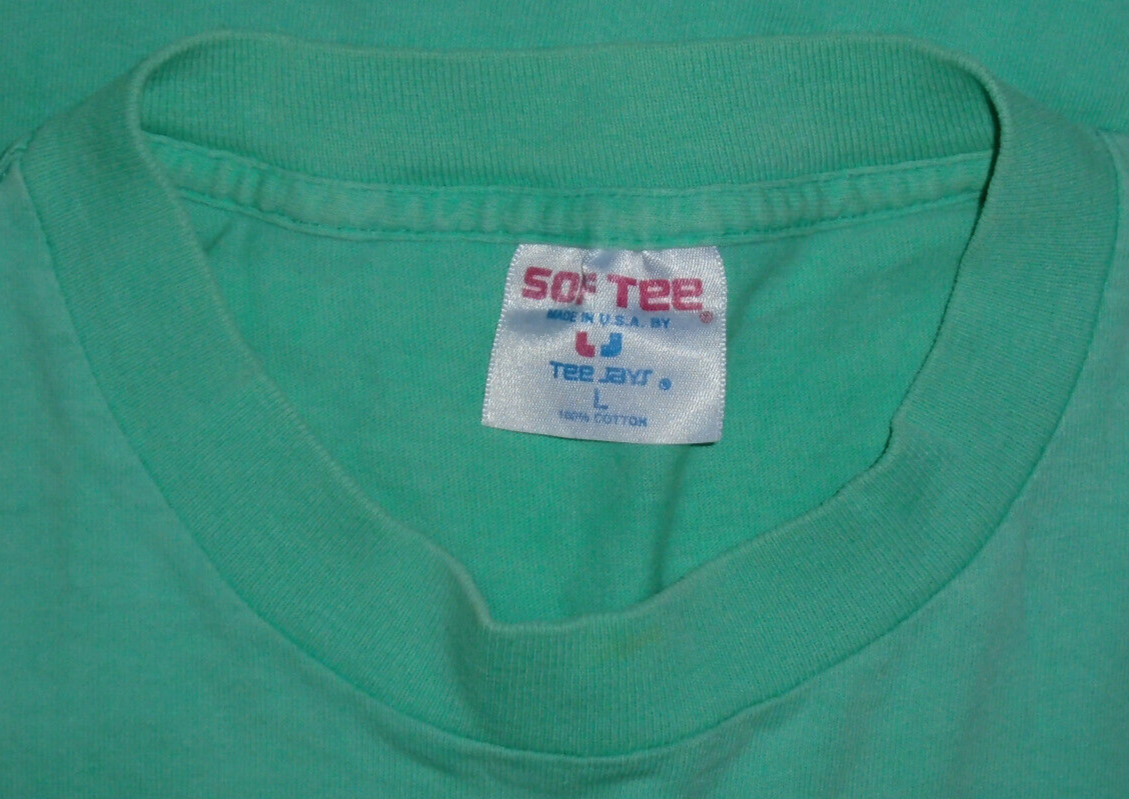 SOF TEE®
MADE IN U.S.A. BY
TEE JAYS®
L
100% COTTON